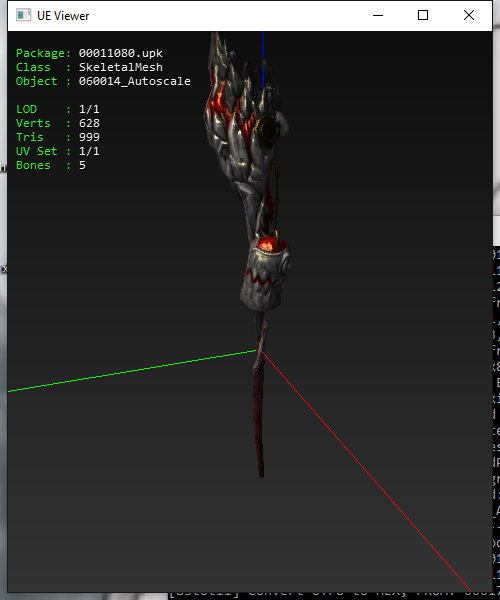 UE Viewer
Package: 00011080.upk
Class : SkeletalMesh
Object : 060014_Autoscale
LOD : 1/1
Verts : 628
Tris : 999
UV Set : 1/1
Bones : 5